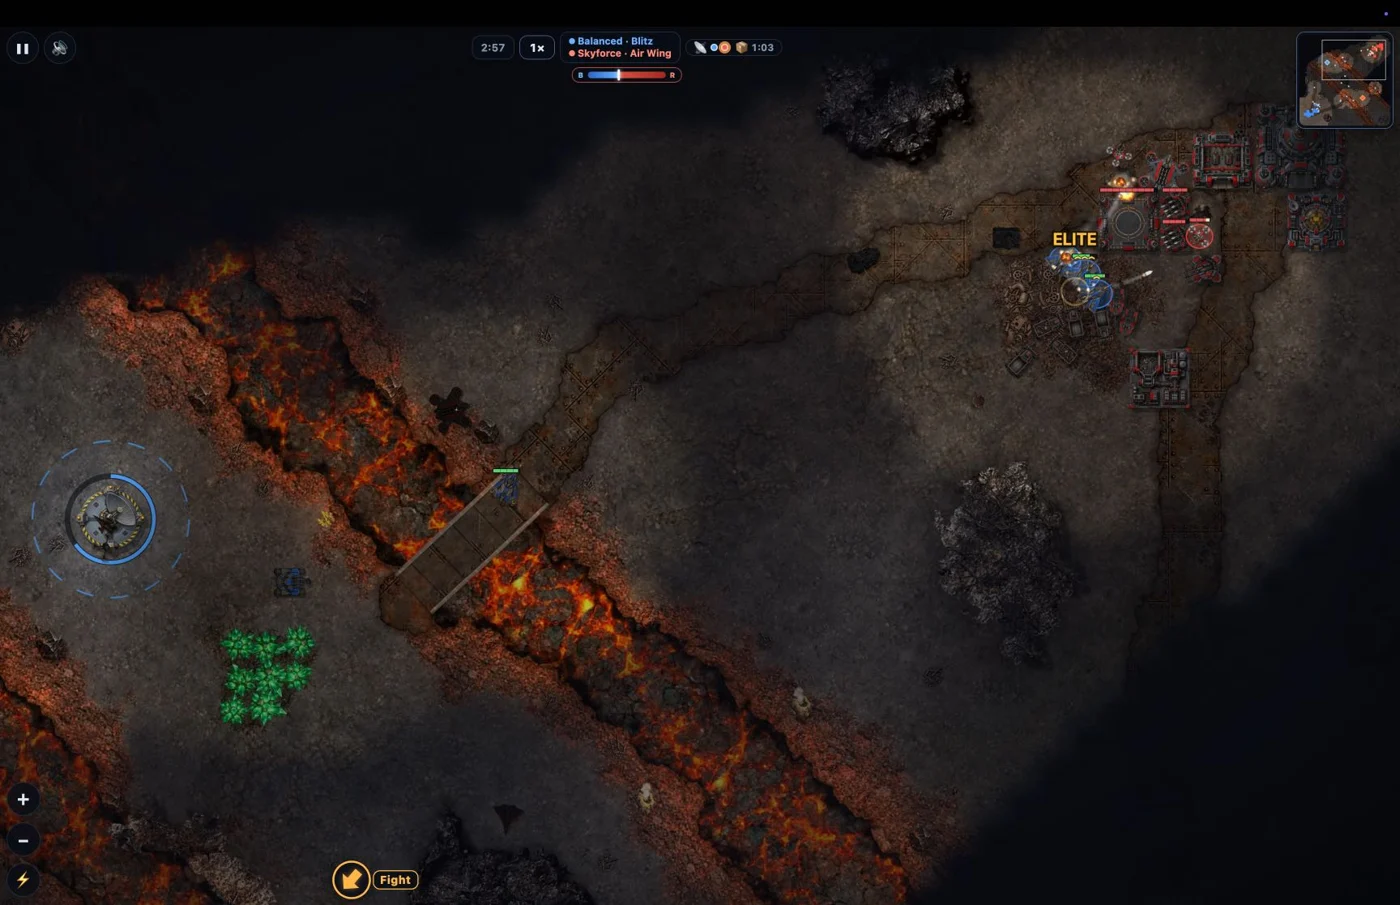 2:57
1×
Balanced · Blitz
Skyforce · Air Wing
1:03
B
R
ELITE
Fight